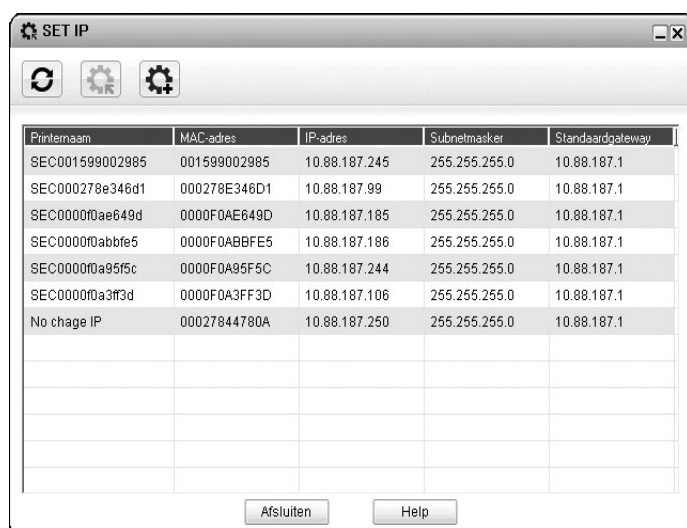 SET IP
Printernaam MAC-adres IP-adres Subnetmasker Standaardgateway
SEC001599002985 001599002985 10.88.187.245 255.255.255.0 10.88.187.1
SEC000278e346d1 000278E346D1 10.88.187.99 255.255.255.0 10.88.187.1
SEC0000f0ae649d 0000F0AE649D 10.88.187.185 255.255.255.0 10.88.187.1
SEC0000f0abbfe5 0000F0ABBFE5 10.88.187.186 255.255.255.0 10.88.187.1
SEC0000f0a95f5c 0000F0A95F5C 10.88.187.244 255.255.255.0 10.88.187.1
SEC0000f0a3ff3d 0000F0A3FF3D 10.88.187.106 255.255.255.0 10.88.187.1
No chage IP 00027844780A 10.88.187.250 255.255.255.0 10.88.187.1
Afsluiten Help